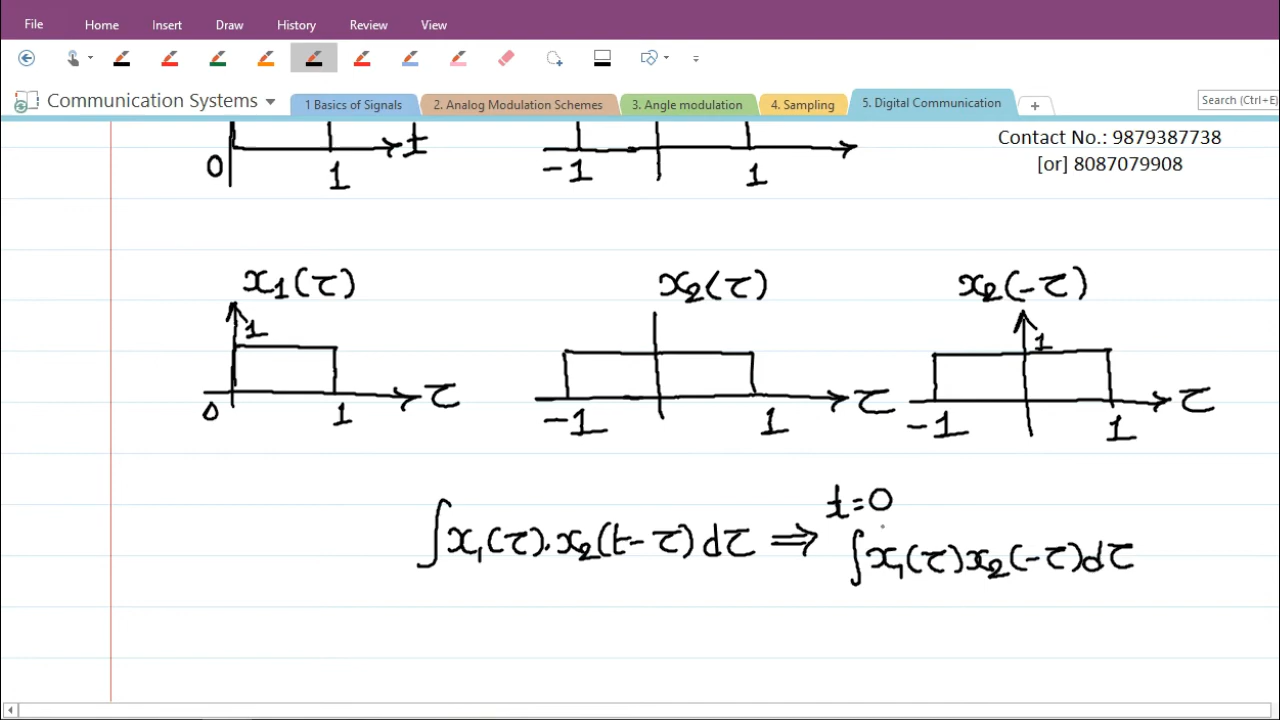 File Home Insert Draw History Review View
Communication Systems 1 Basics of Signals 2. Analog Modulation Schemes 3. Angle modulation 4. Sampling 5. Digital Communication + Search (Ctrl+E)
Contact No.: 9879387738
[or] 8087079908
0 1 t -1 1
x₁(τ) x₂(τ) x₂(-τ)
1 1
0 1 τ -1 1 τ -1 1 τ
t=0
∫x₁(τ).x₂(t-τ)dτ ⇒ ∫x₁(τ)x₂(-τ)dτ